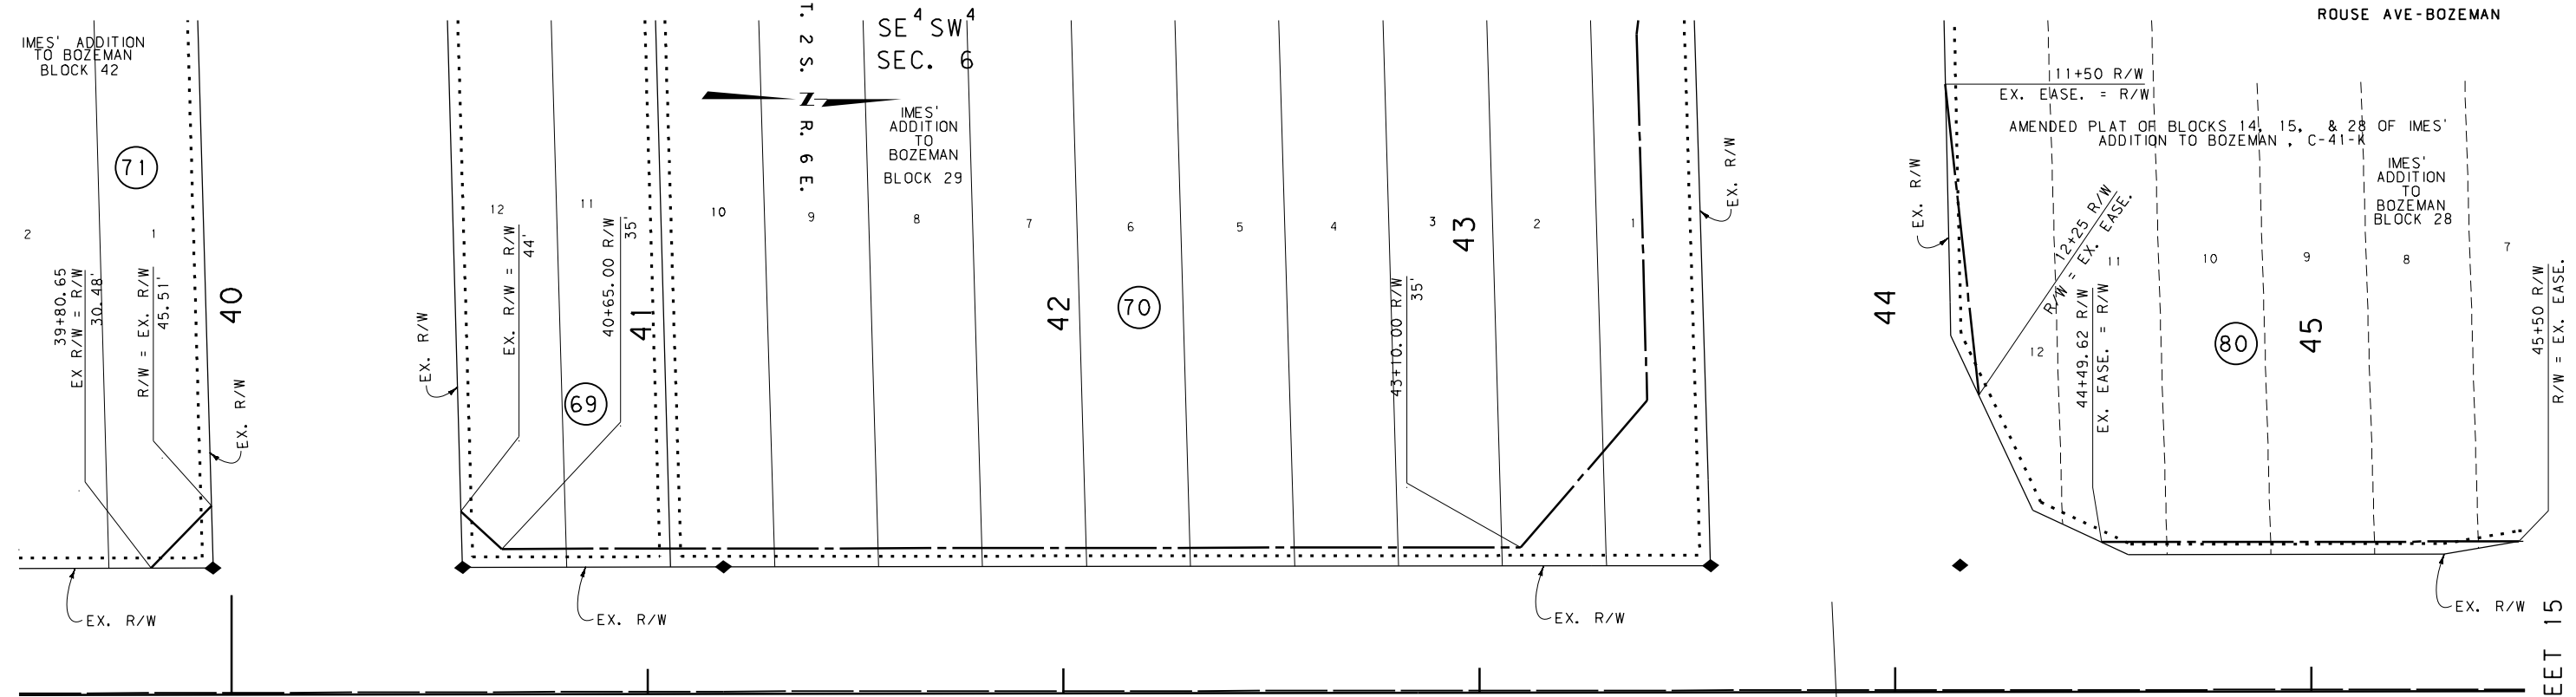 IMES' ADDITION
TO BOZEMAN
BLOCK 42
71
2
1
39+80.65
EX R/W = R/W
30.48'
R/W = EX. R/W
45.51'
40
EX. R/W
EX. R/W
EX. R/W
12
11
EX. R/W = R/W
44'
40+65.00 R/W
35'
41
69
EX. R/W
T. 2 S. R. 6 E.
SE4 SW4
SEC. 6
Z
IMES'
ADDITION
TO
BOZEMAN
BLOCK 29
10
9
8
7
6
5
4
3
2
1
42
70
43
43+10.00 R/W
35'
EX. R/W
EX. R/W
44
ROUSE AVE-BOZEMAN
11+50 R/W
EX. EASE. = R/W
AMENDED PLAT OF BLOCKS 14, 15, & 28 OF IMES'
ADDITION TO BOZEMAN, C-41-K
IMES'
ADDITION
TO
BOZEMAN
BLOCK 28
EX. R/W
12+25 R/W
R/W = EX. EASE.
12
11
10
9
8
7
44+49.62 R/W
EX. EASE. = R/W
80
45
45+50 R/W
R/W = EX. EASE.
EX. R/W
EET 15